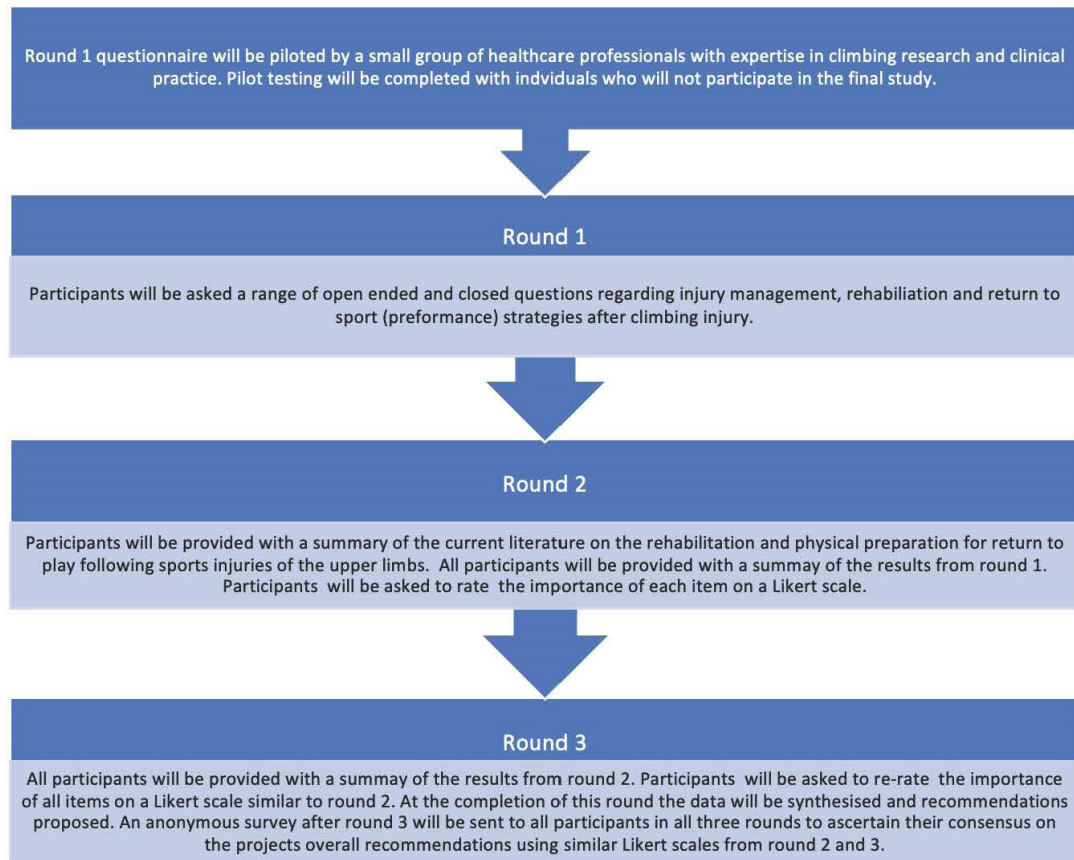 Round 1 questionnaire will be piloted by a small group of healthcare professionals with expertise in climbing research and clinical
practice. Pilot testing will be completed with indviduals who will not participate in the final study.
Round 1
Participants will be asked a range of open ended and closed questions regarding injury management, rehabiliation and return to
sport (preformance) strategies after climbing injury.
Round 2
Participants will be provided with a summary of the current literature on the rehabilitation and physical preparation for return to
play following sports injuries of the upper limbs. All participants will be provided with a summay of the results from round 1.
Participants will be asked to rate the importance of each item on a Likert scale.
Round 3
All participants will be provided with a summay of the results from round 2. Participants will be asked to re-rate the importance
of all items on a Likert scale similar to round 2. At the completion of this round the data will be synthesised and recommendations
proposed. An anonymous survey after round 3 will be sent to all participants in all three rounds to ascertain their consensus on
the projects overall recommendations using similar Likert scales from round 2 and 3.